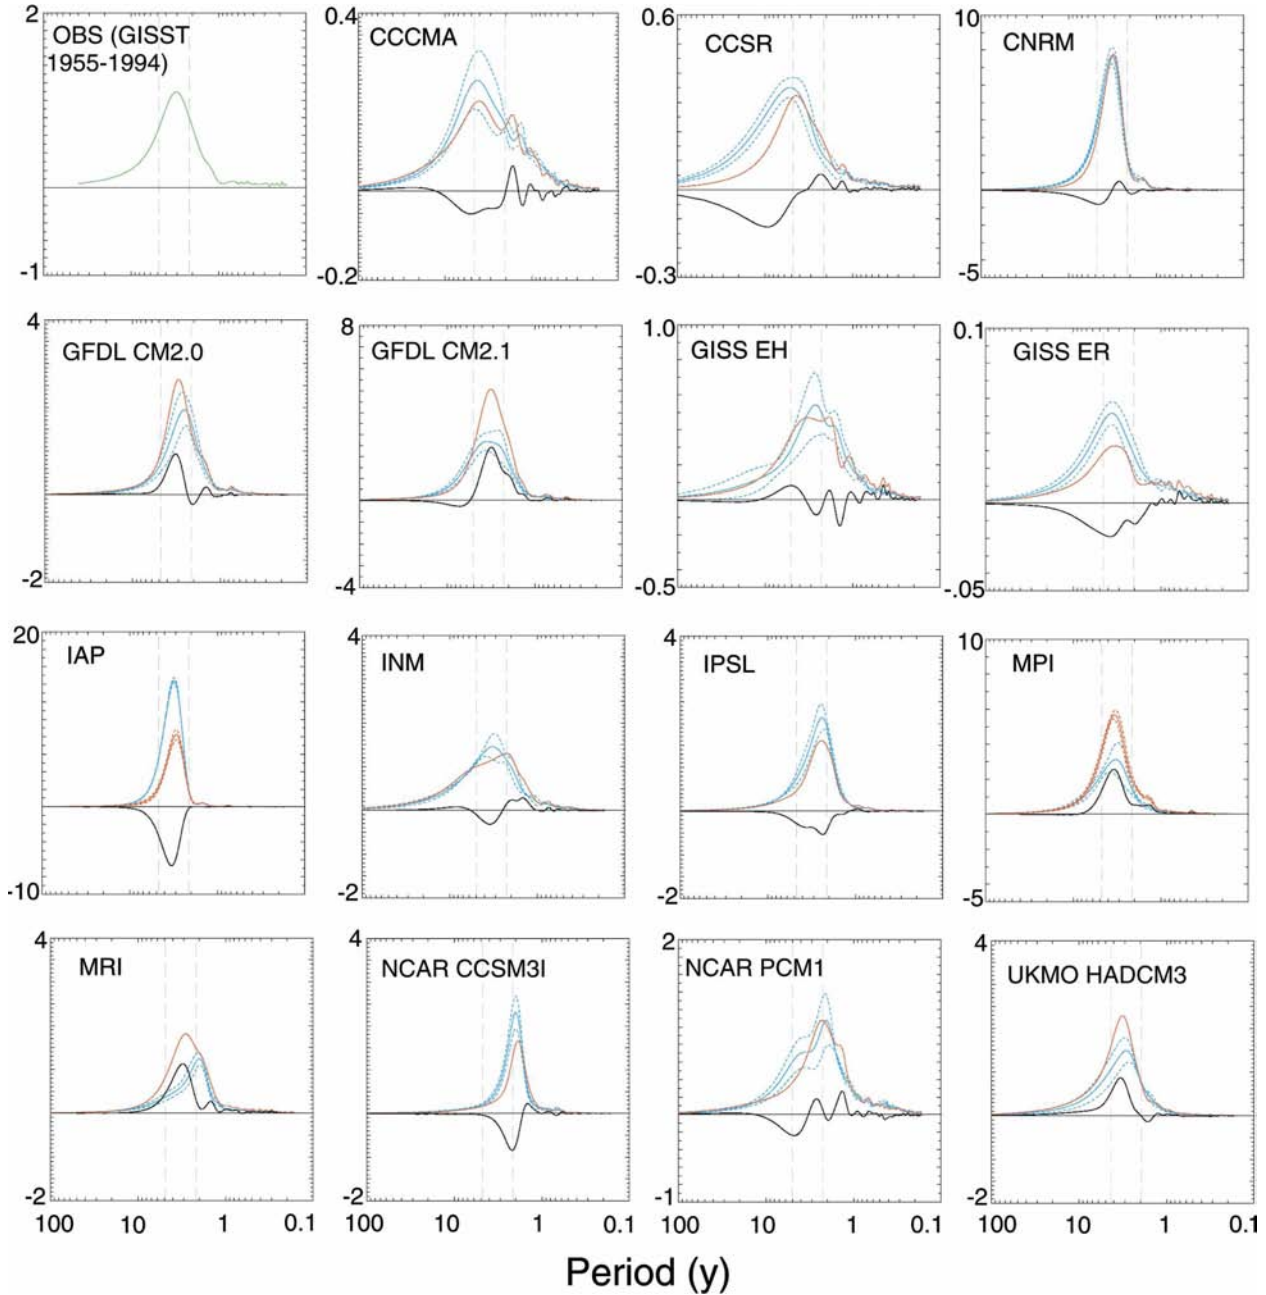 2
OBS (GISST
1955-1994)
-1
0.4
CCCMA
-0.2
0.6
CCSR
-0.3
10
CNRM
-5
4
GFDL CM2.0
-2
8
GFDL CM2.1
-4
1.0
GISS EH
-0.5
0.1
GISS ER
-.05
20
IAP
-10
4
INM
-2
4
IPSL
-2
10
MPI
-5
4
MRI
-2
100 10 1 0.1
4
NCAR CCSM3I
-2
100 10 1 0.1
2
NCAR PCM1
-1
100 10 1 0.1
4
UKMO HADCM3
-2
100 10 1 0.1
Period (y)